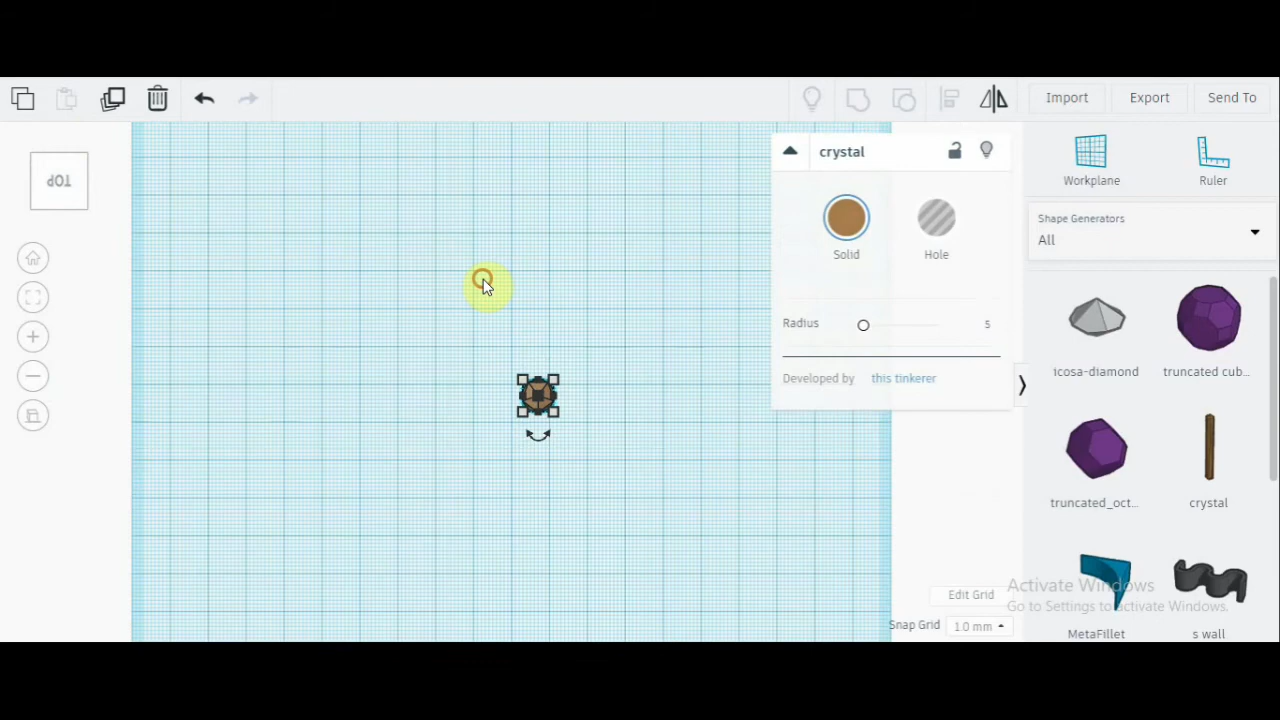 Import
Export
Send To
TOP
crystal
Workplane
Ruler
Solid
Hole
Shape Generators
All
Radius
5
icosa-diamond
truncated cub...
Developed by this tinkerer
truncated_oct...
crystal
Edit Grid
Activate Windows
Go to Settings to activate Windows.
Snap Grid 1.0 mm
MetaFillet
s wall